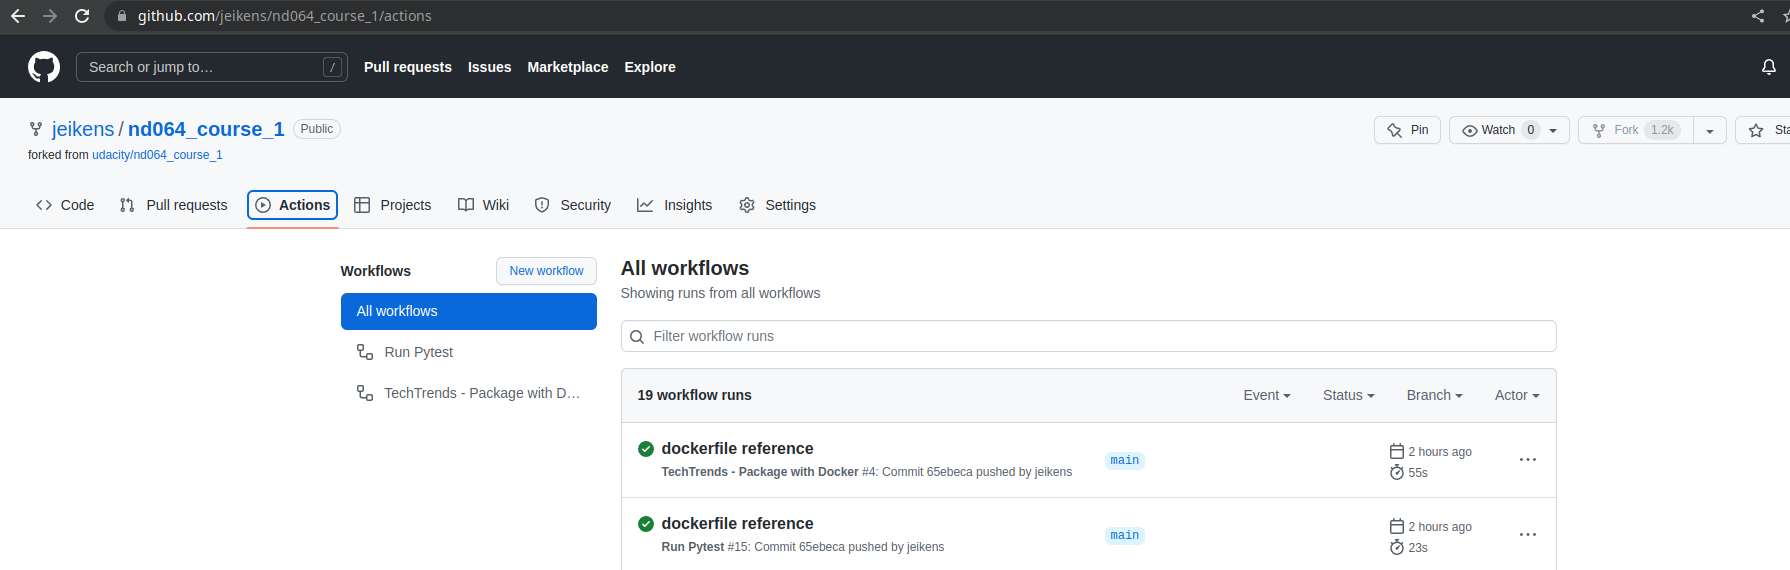 github.com/jeikens/nd064_course_1/actions
Search or jump to… /
Pull requests Issues Marketplace Explore
jeikens / nd064_course_1 Public
Pin Watch 0 Fork 1.2k
forked from udacity/nd064_course_1
Code Pull requests Actions Projects Wiki Security Insights Settings
Workflows
New workflow
All workflows
Run Pytest
TechTrends - Package with D…
All workflows
Showing runs from all workflows
Filter workflow runs
19 workflow runs Event Status Branch Actor
dockerfile reference
TechTrends - Package with Docker #4: Commit 65ebeca pushed by jeikens
main
2 hours ago
55s
dockerfile reference
Run Pytest #15: Commit 65ebeca pushed by jeikens
main
2 hours ago
23s